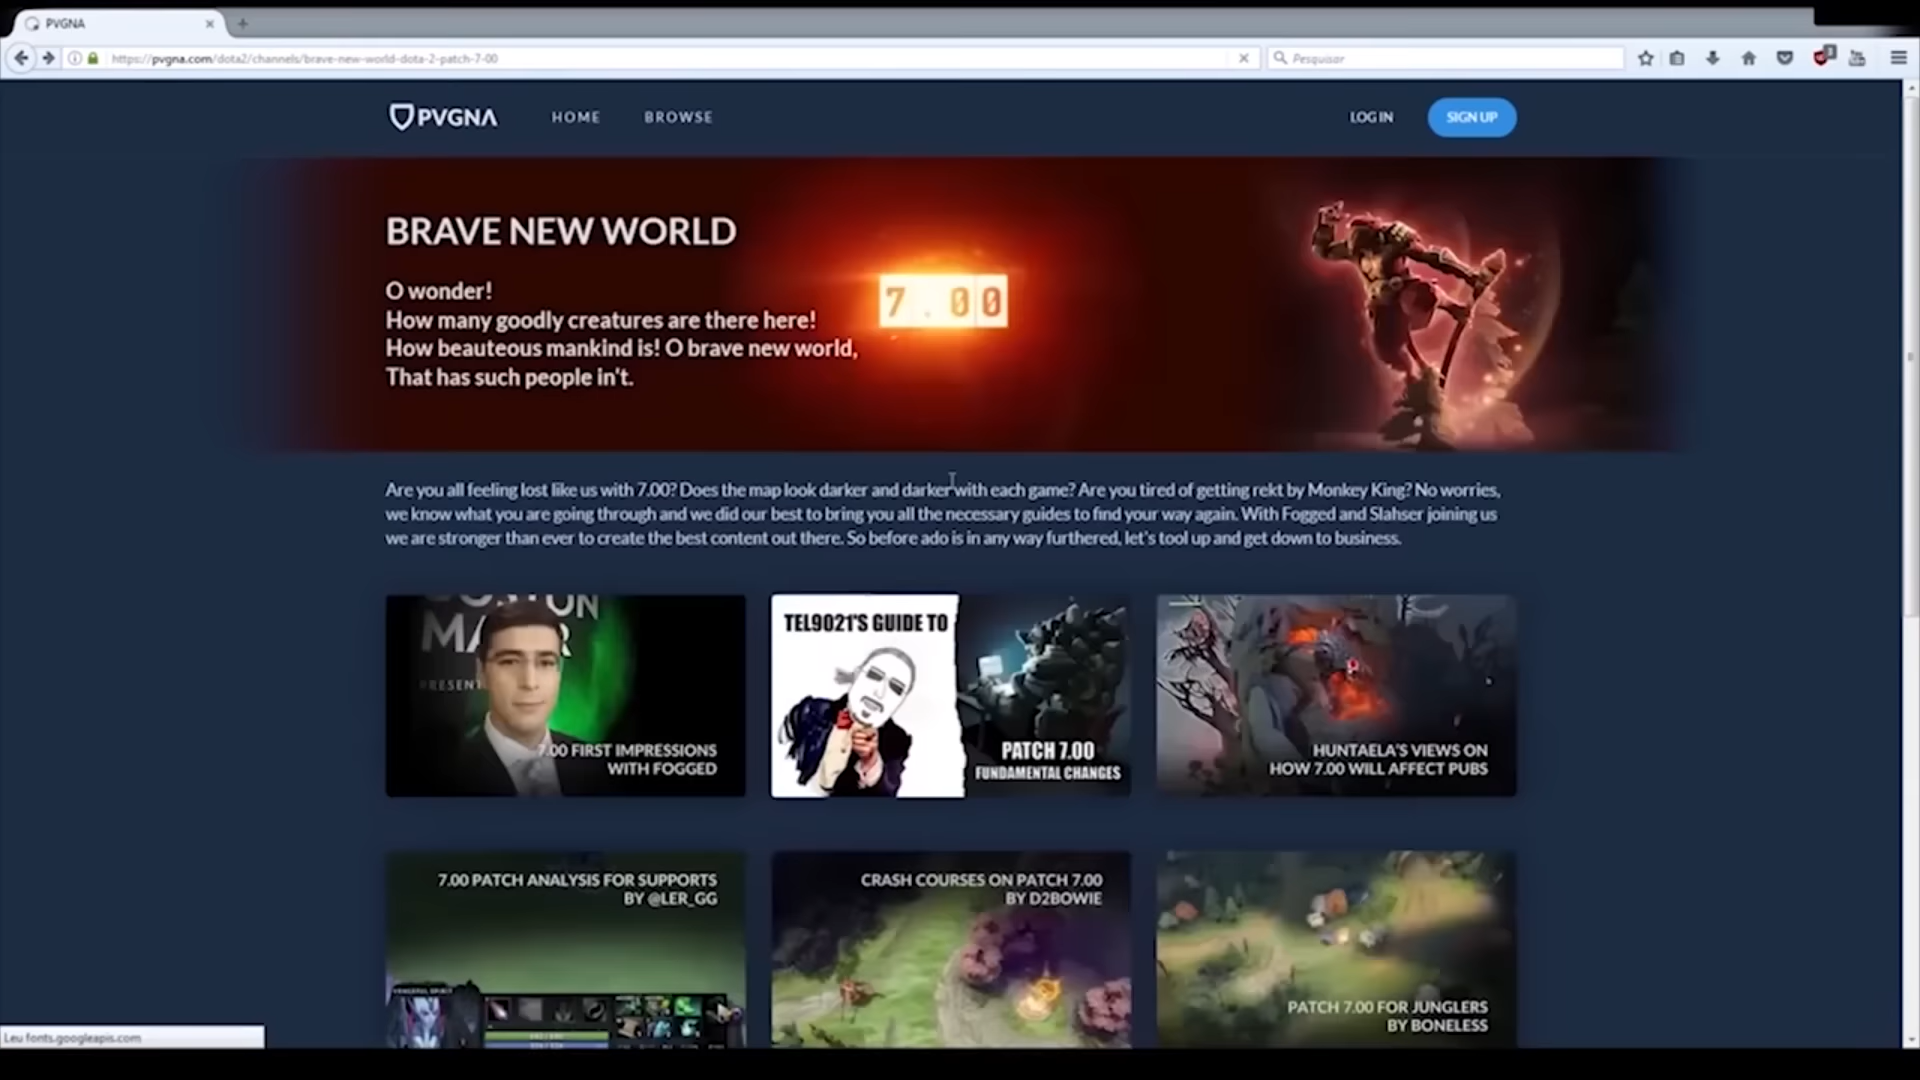 PVGNA
https://pvgna.com/dota2/channels/brave-new-world-dota-2-patch-7-00
Pesquisar
PVGNA
HOME
BROWSE
LOG IN
SIGN UP
BRAVE NEW WORLD
O wonder!
How many goodly creatures are there here!
How beauteous mankind is! O brave new world,
That has such people in't.
7.00
Are you all feeling lost like us with 7.00? Does the map look darker and darker with each game? Are you tired of getting rekt by Monkey King? No worries,
we know what you are going through and we did our best to bring you all the necessary guides to find your way again. With Fogged and Slahser joining us
we are stronger than ever to create the best content out there. So before ado is in any way furthered, let's tool up and get down to business.
7.00 FIRST IMPRESSIONS
WITH FOGGED
TEL9021'S GUIDE TO
PATCH 7.00
FUNDAMENTAL CHANGES
HUNTAELA'S VIEWS ON
HOW 7.00 WILL AFFECT PUBS
7.00 PATCH ANALYSIS FOR SUPPORTS
BY @LER_GG
CRASH COURSES ON PATCH 7.00
BY D2BOWIE
PATCH 7.00 FOR JUNGLERS
BY BONELESS
Leu fonts.googleapis.com